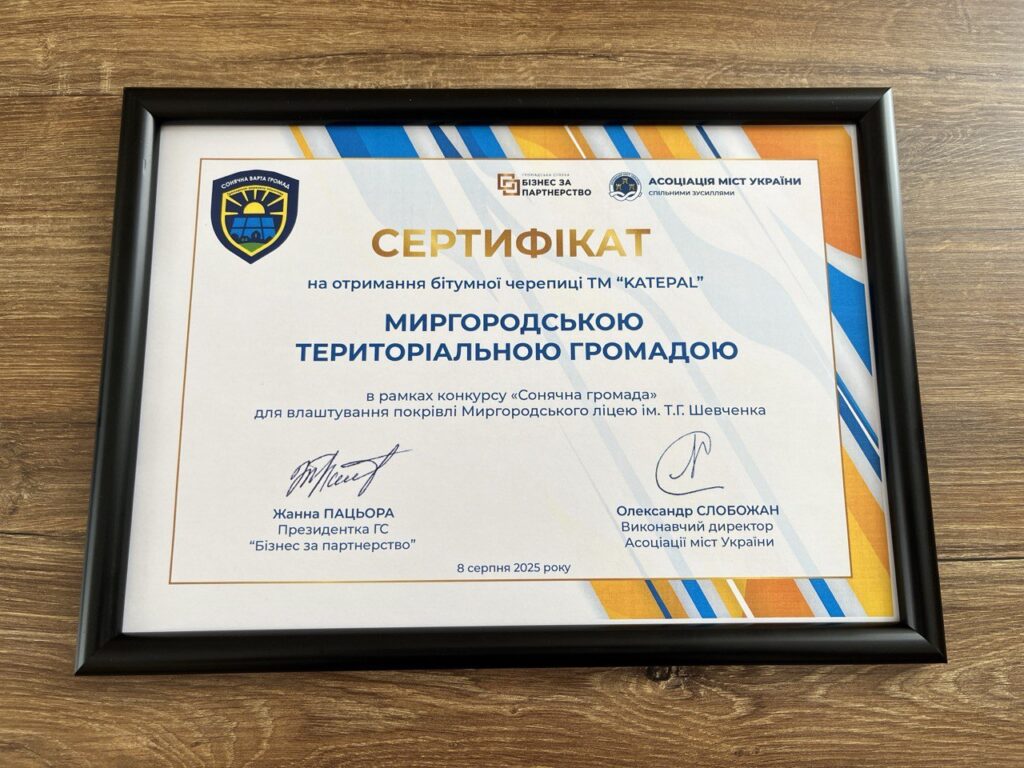 СОНЯЧНА ВАРТА ГРОМАД
ГРОМАДСЬКА СПІЛКА
БІЗНЕС ЗА
ПАРТНЕРСТВО
АСОЦІАЦІЯ МІСТ УКРАЇНИ
СПІЛЬНИМИ ЗУСИЛЛЯМИ
СЕРТИФІКАТ
на отримання бітумної черепиці ТМ “KATEPAL”
МИРГОРОДСЬКОЮ
ТЕРИТОРІАЛЬНОЮ ГРОМАДОЮ
в рамках конкурсу «Сонячна громада»
для влаштування покрівлі Миргородського ліцею ім. Т.Г. Шевченка
Жанна ПАЦЬОРА
Президентка ГС
“Бізнес за партнерство”
Олександр СЛОБОЖАН
Виконавчий директор
Асоціації міст України
8 серпня 2025 року